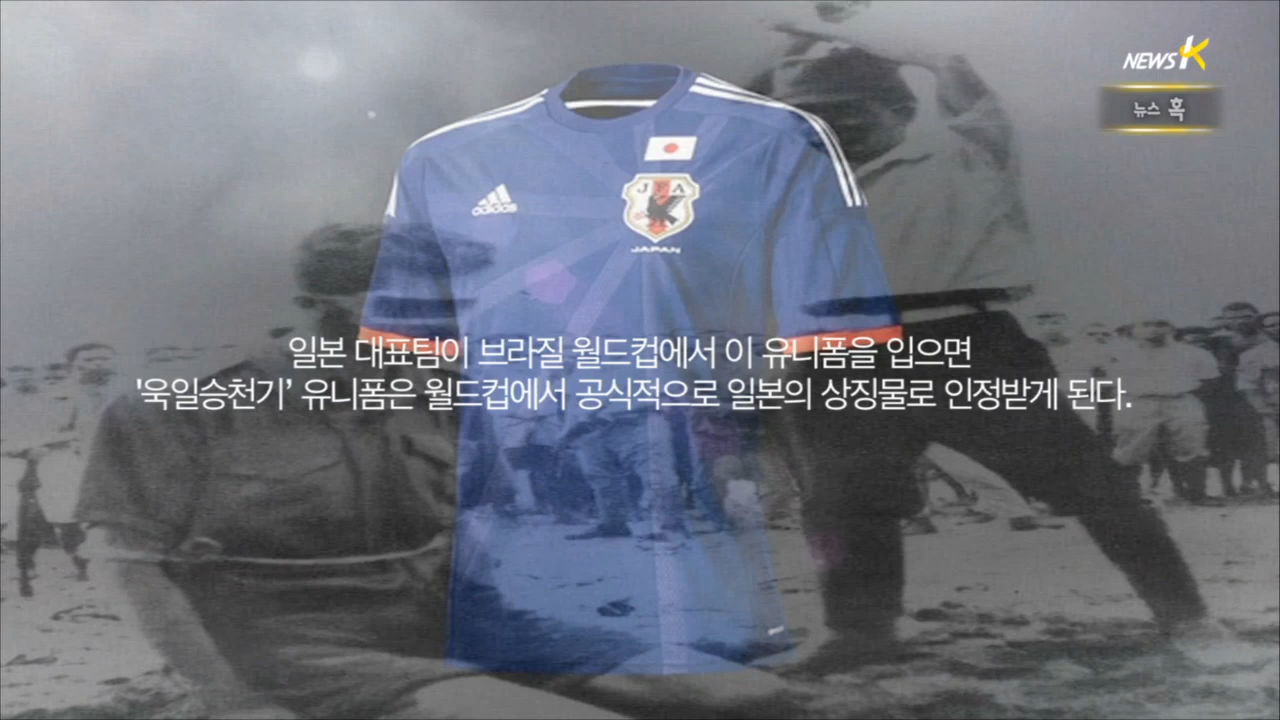 NEWS K
뉴스 훅
adidas
JFA
JAPAN
일본 대표팀이 브라질 월드컵에서 이 유니폼을 입으면
'욱일승천기’ 유니폼은 월드컵에서 공식적으로 일본의 상징물로 인정받게 된다.